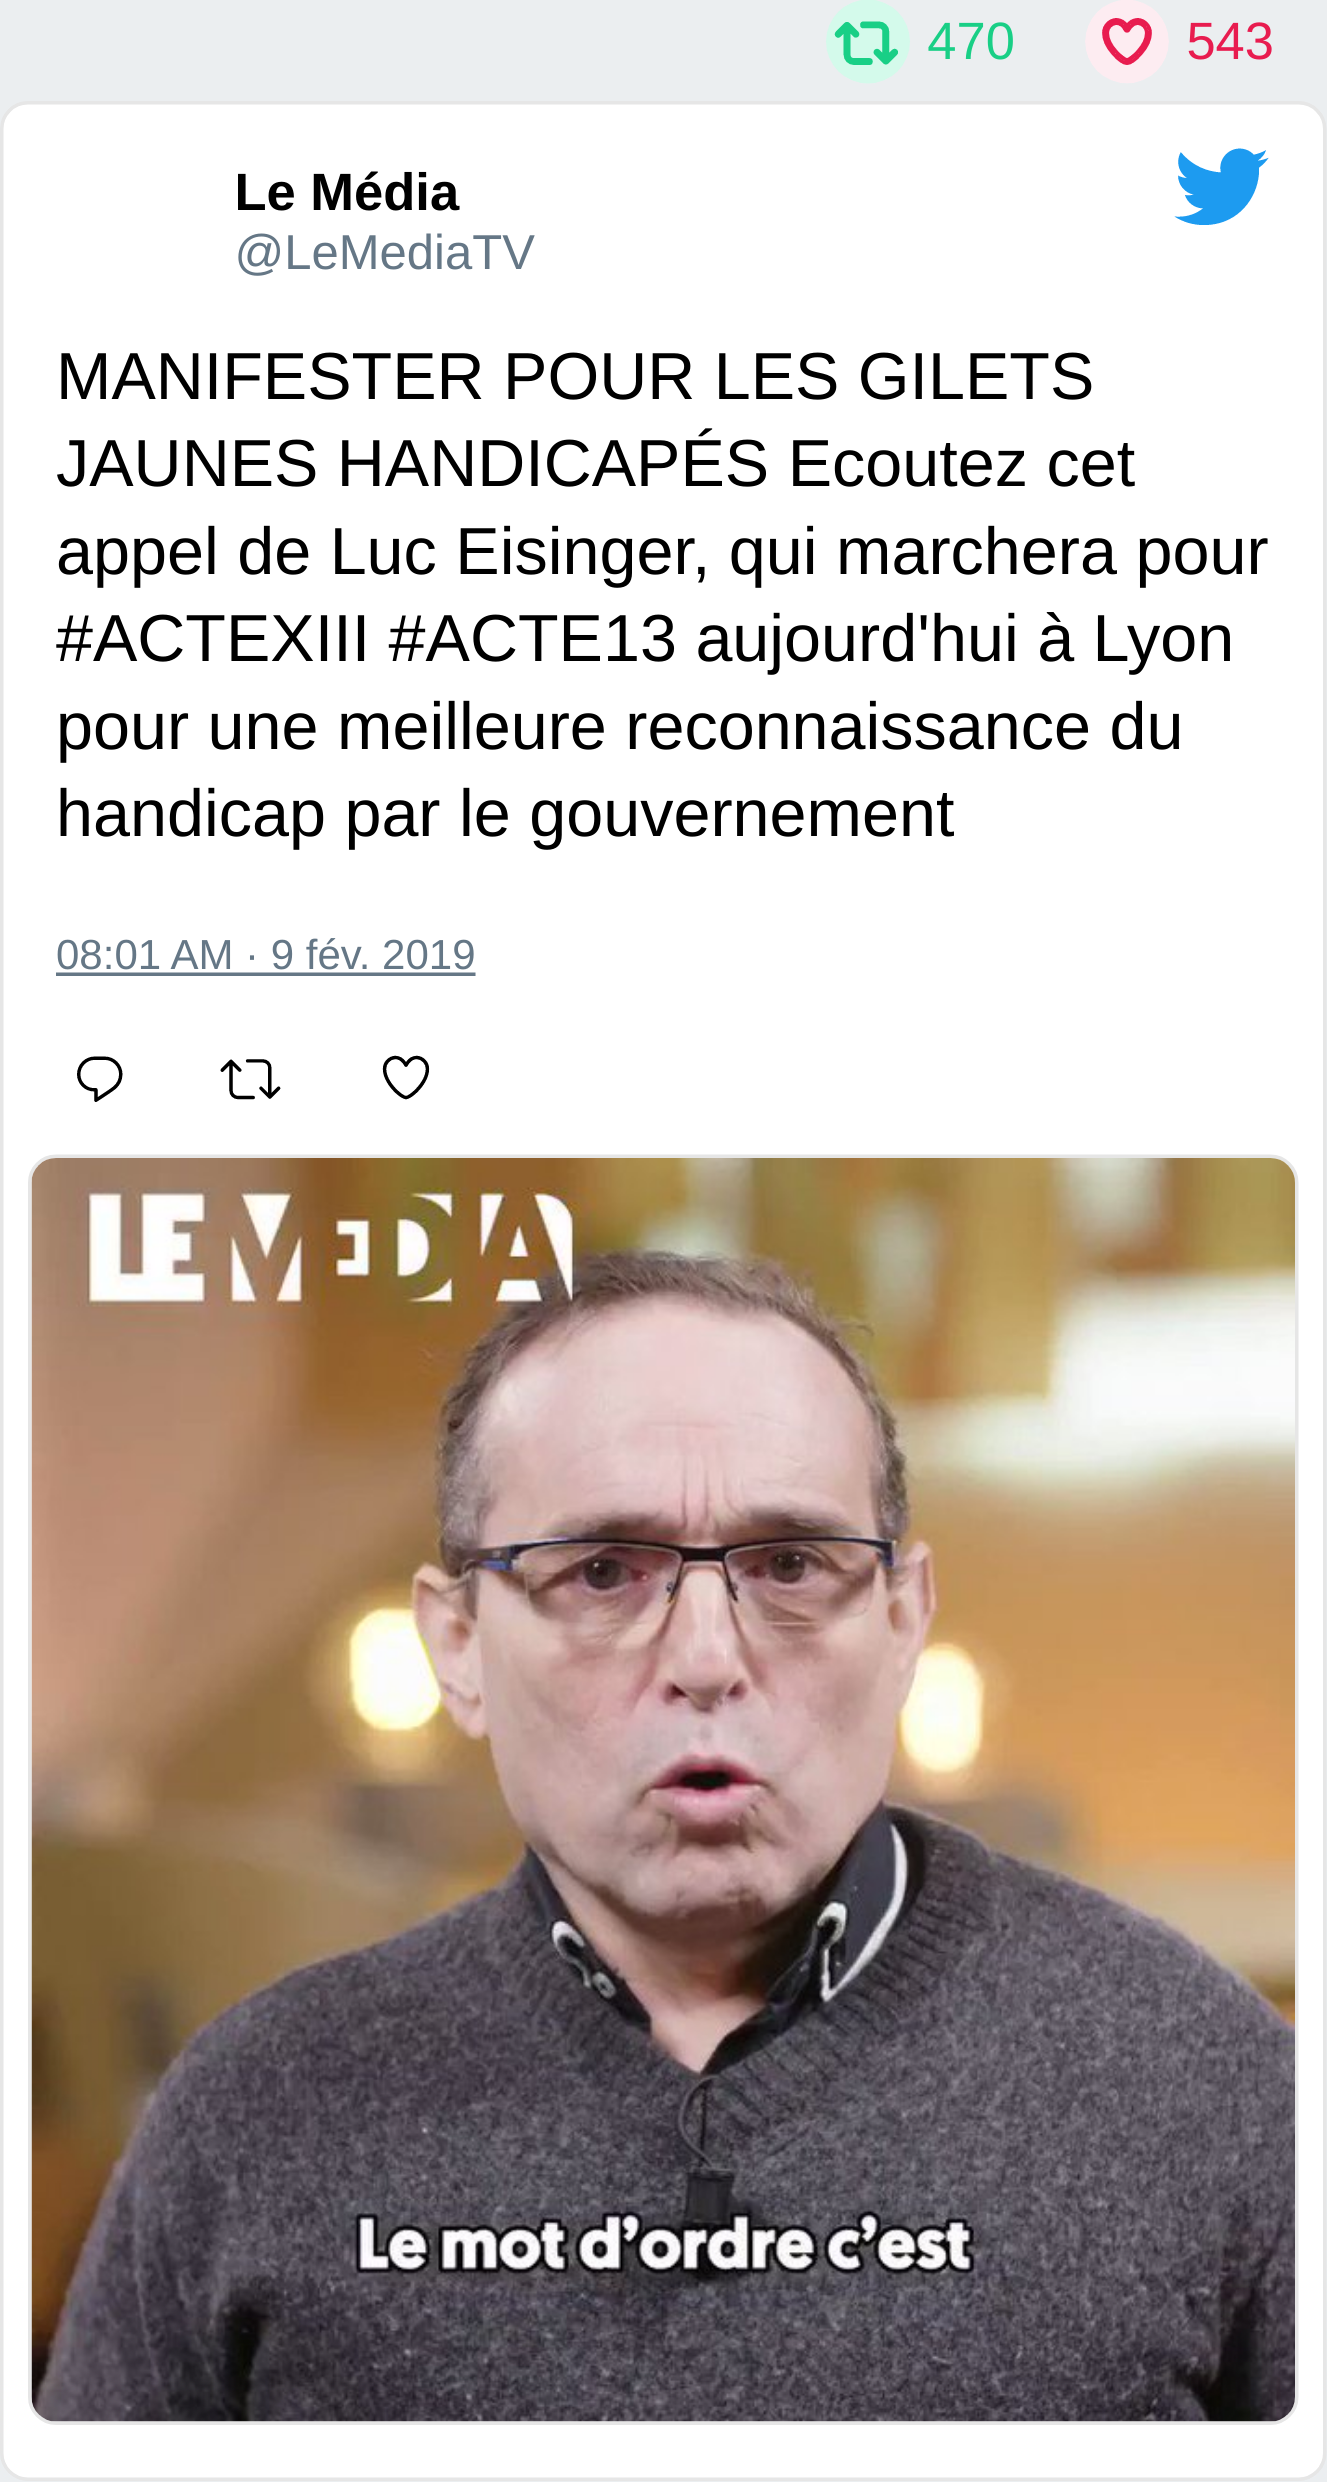 470 543
Le Média
@LeMediaTV
MANIFESTER POUR LES GILETS
JAUNES HANDICAPÉS Ecoutez cet
appel de Luc Eisinger, qui marchera pour
#ACTEXIII #ACTE13 aujourd'hui à Lyon
pour une meilleure reconnaissance du
handicap par le gouvernement
08:01 AM · 9 fév. 2019
LE MEDIA
Le mot d’ordre c’est